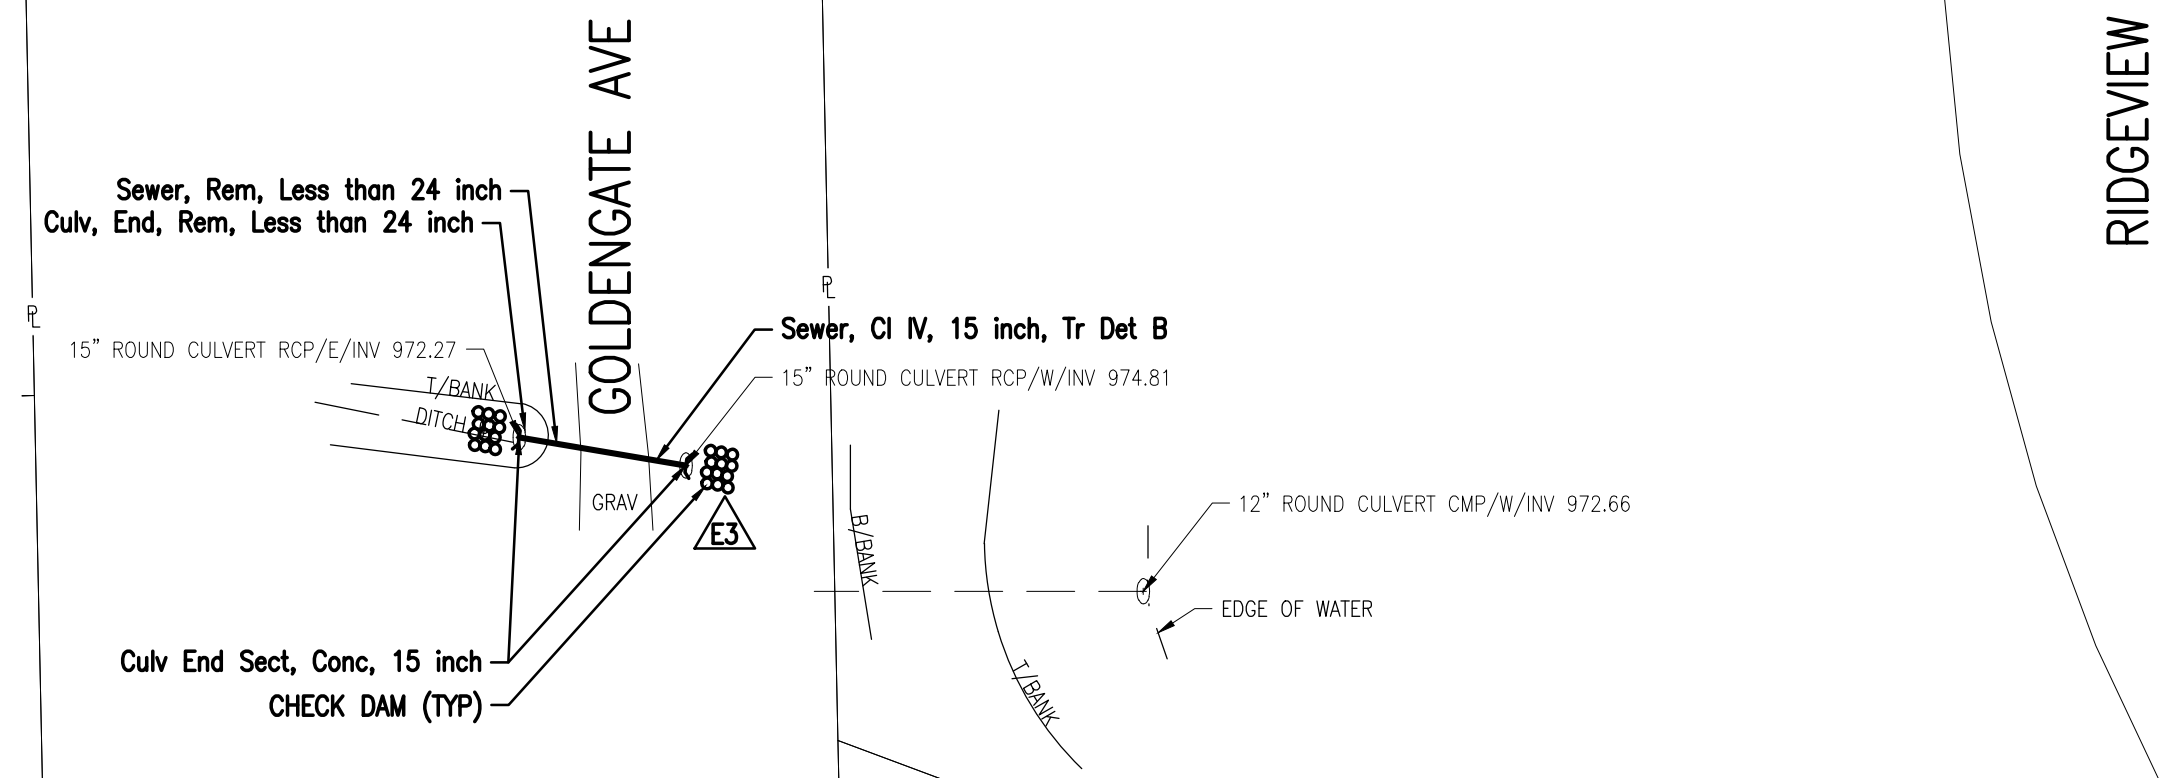 GOLDENGATE AVE
RIDGEVIEW
Sewer, Rem, Less than 24 inch
Culv, End, Rem, Less than 24 inch
PL
PL
Sewer, Cl IV, 15 inch, Tr Det B
15" ROUND CULVERT RCP/E/INV 972.27
15" ROUND CULVERT RCP/W/INV 974.81
T/BANK
DITCH
GRAV
E3
B/BANK
12" ROUND CULVERT CMP/W/INV 972.66
EDGE OF WATER
Culv End Sect, Conc, 15 inch
T/BANK
CHECK DAM (TYP)